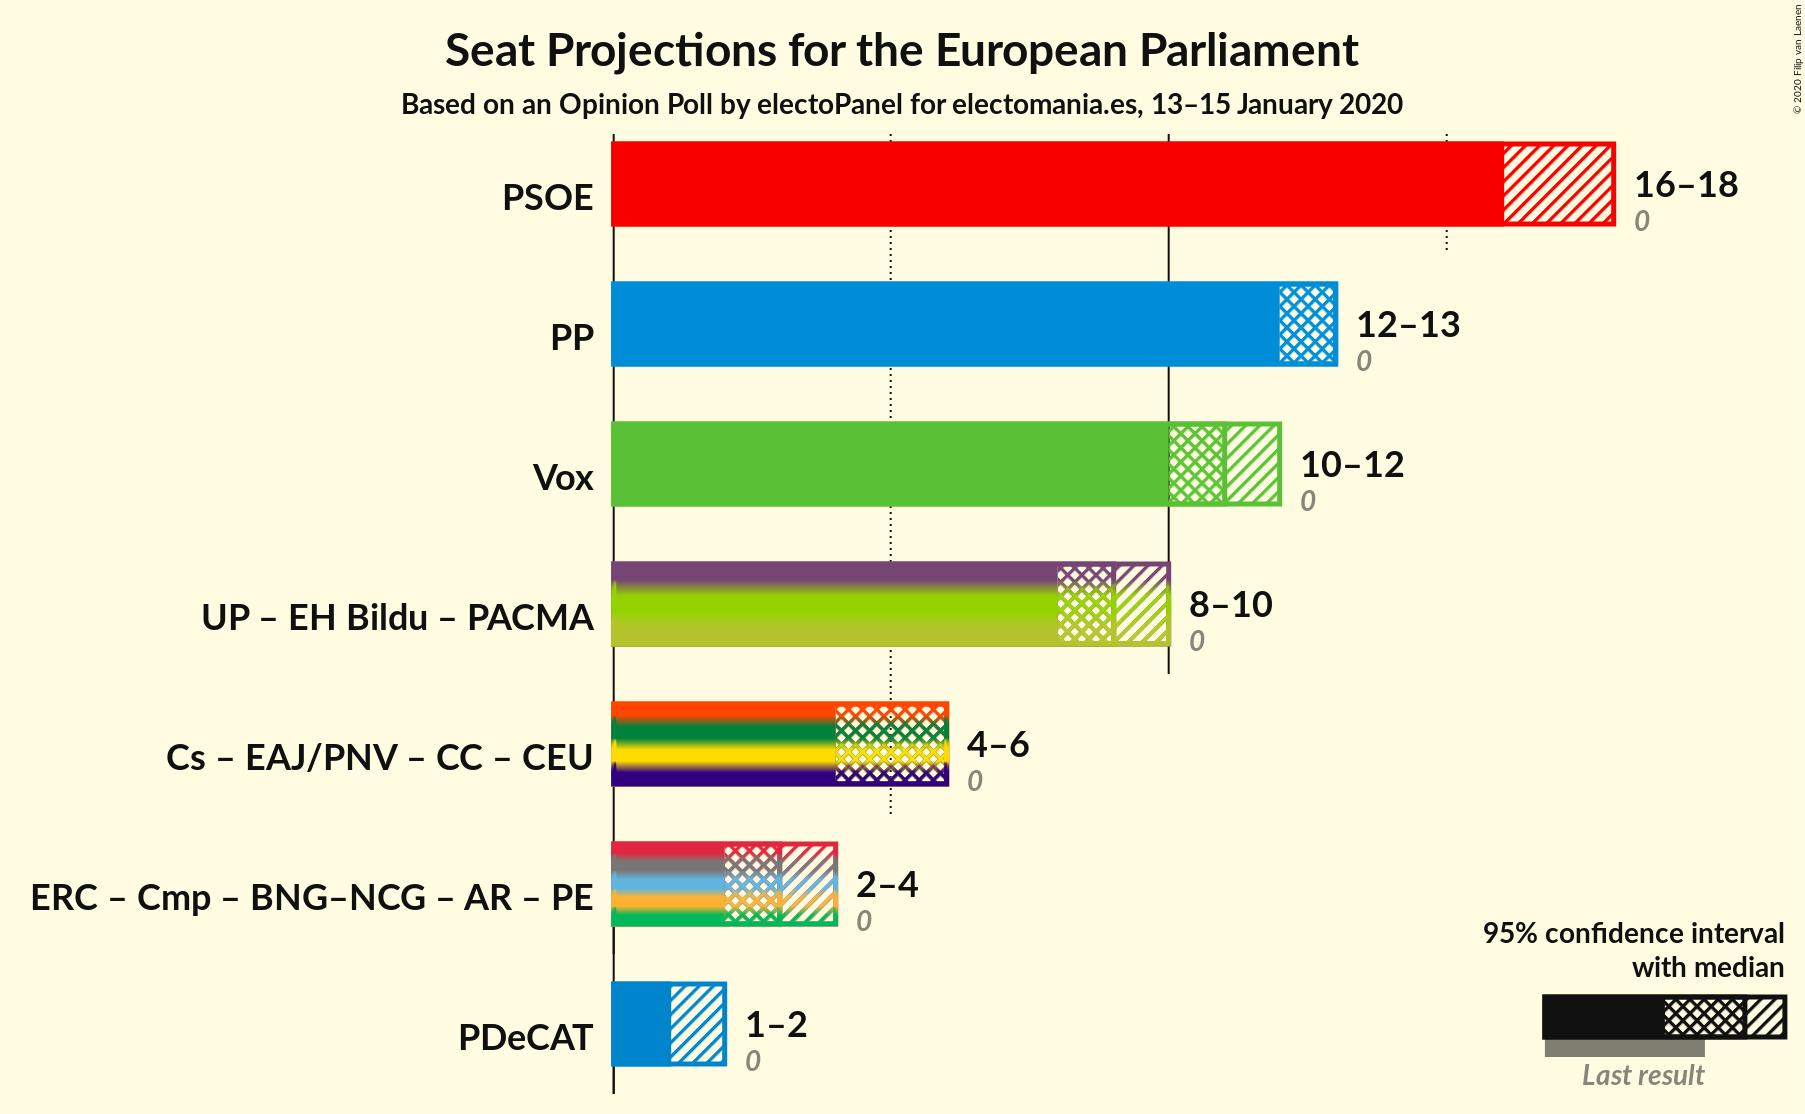 Seat Projections for the European Parliament
Based on an Opinion Poll by electoPanel for electomania.es, 13–15 January 2020
© 2020 Filip van Laenen
PSOE
16–18
0
PP
12–13
0
Vox
10–12
0
UP – EH Bildu – PACMA
8–10
0
Cs – EAJ/PNV – CC – CEU
4–6
0
ERC – Cmp – BNG–NCG – AR – PE
2–4
0
PDeCAT
1–2
0
95% confidence interval
with median
Last result